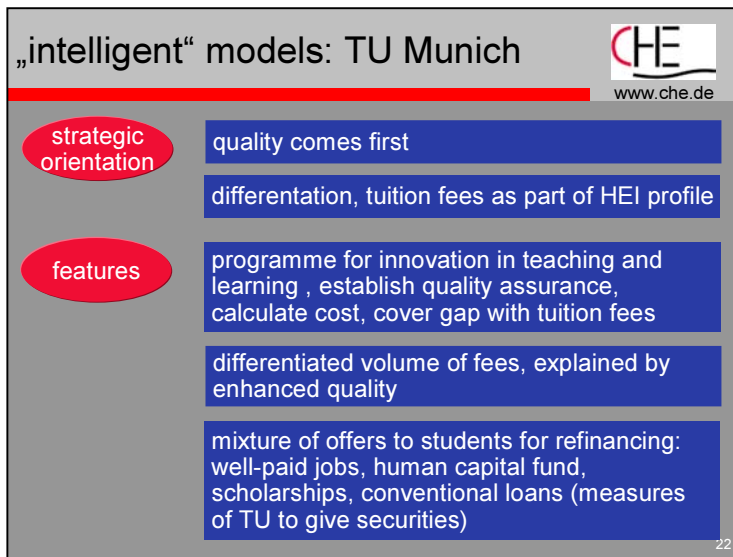 „intelligent“ models: TU Munich
CHE
www.che.de
strategic
orientation
quality comes first
differentation, tuition fees as part of HEI profile
features
programme for innovation in teaching and
learning , establish quality assurance,
calculate cost, cover gap with tuition fees
differentiated volume of fees, explained by
enhanced quality
mixture of offers to students for refinancing:
well-paid jobs, human capital fund,
scholarships, conventional loans (measures
of TU to give securities)
22